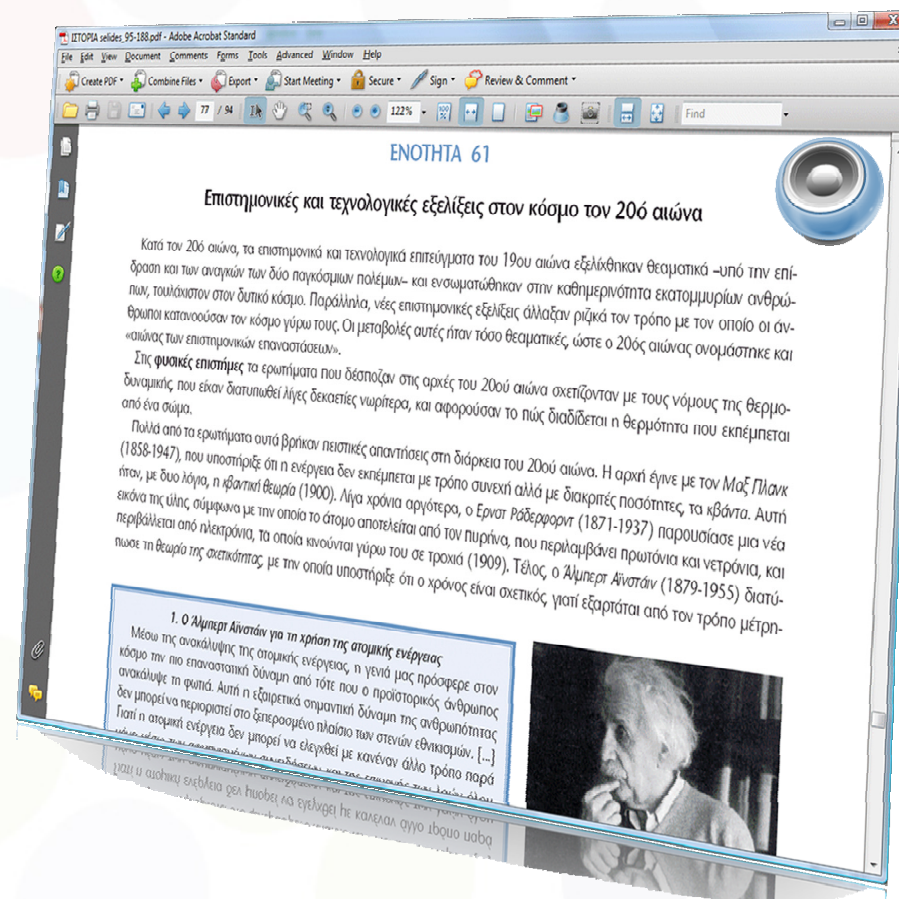 ΙΣΤΟΡΙΑ selides_95-188.pdf - Adobe Acrobat Standard
File Edit View Document Comments Forms Tools Advanced Window Help
Create PDF Combine Files Export Start Meeting Secure Sign Review & Comment
77 / 94 122% Find
ΕΝΟΤΗΤΑ 61
Επιστημονικές και τεχνολογικές εξελίξεις στον κόσμο τον 20ό αιώνα
Κατά τον 20ό αιώνα, τα επιστημονικά και τεχνολογικά επιτεύγματα του 19ου αιώνα εξελίχθηκαν θεαματικά –υπό την επί-
δραση και των αναγκών των δύο παγκόσμιων πολέμων– και ενσωματώθηκαν στην καθημερινότητα εκατομμυρίων ανθρώ-
πων, τουλάχιστον στον δυτικό κόσμο. Παράλληλα, νέες επιστημονικές εξελίξεις άλλαξαν ριζικά τον τρόπο με τον οποίο οι άν-
θρωποι κατανοούσαν τον κόσμο γύρω τους. Οι μεταβολές αυτές ήταν τόσο θεαματικές, ώστε ο 20ός αιώνας ονομάστηκε και
«αιώνας των επιστημονικών επαναστάσεων».
Στις φυσικές επιστήμες τα ερωτήματα που δέσποζαν στις αρχές του 20ού αιώνα σχετίζονταν με τους νόμους της θερμο-
δυναμικής, που είχαν διατυπωθεί λίγες δεκαετίες νωρίτερα, και αφορούσαν το πώς διαδίδεται η θερμότητα που εκπέμπεται
από ένα σώμα.
Πολλά από τα ερωτήματα αυτά βρήκαν πειστικές απαντήσεις στη διάρκεια του 20ού αιώνα. Η αρχή έγινε με τον Μαξ Πλανκ
(1858-1947), που υποστήριξε ότι η ενέργεια δεν εκπέμπεται με τρόπο συνεχή αλλά με διακριτές ποσότητες, τα κβάντα. Αυτή
ήταν, με δυο λόγια, η κβαντική θεωρία (1900). Λίγα χρόνια αργότερα, ο Ερνστ Ράδερφορντ (1871-1937) παρουσίασε μια νέα
εικόνα της ύλης, σύμφωνα με την οποία το άτομο αποτελείται από τον πυρήνα, που περιλαμβάνει πρωτόνια και νετρόνια, και
περιβάλλεται από ηλεκτρόνια, τα οποία κινούνται γύρω του σε τροχιά (1909). Τέλος, ο Άλμπερτ Αϊνστάιν (1879-1955) διατύ-
πωσε τη θεωρία της σχετικότητας, με την οποία υποστήριξε ότι ο χρόνος είναι σχετικός, γιατί εξαρτάται από τον τρόπο μέτρη-
1. Ο Άλμπερτ Αϊνστάιν για τη χρήση της ατομικής ενέργειας
Μέσω της ανακάλυψης της ατομικής ενέργειας, η γενιά μας πρόσφερε στον
κόσμο την πιο επαναστατική δύναμη από τότε που ο προϊστορικός άνθρωπος
ανακάλυψε τη φωτιά. Αυτή η εξαιρετικά σημαντική δύναμη της ανθρωπότητας
δεν μπορεί να περιοριστεί στο ξεπερασμένο πλαίσιο των στενών εθνικισμών. [...]
Γιατί η ατομική ενέργεια δεν μπορεί να ελεγχθεί με κανέναν άλλο τρόπο παρά